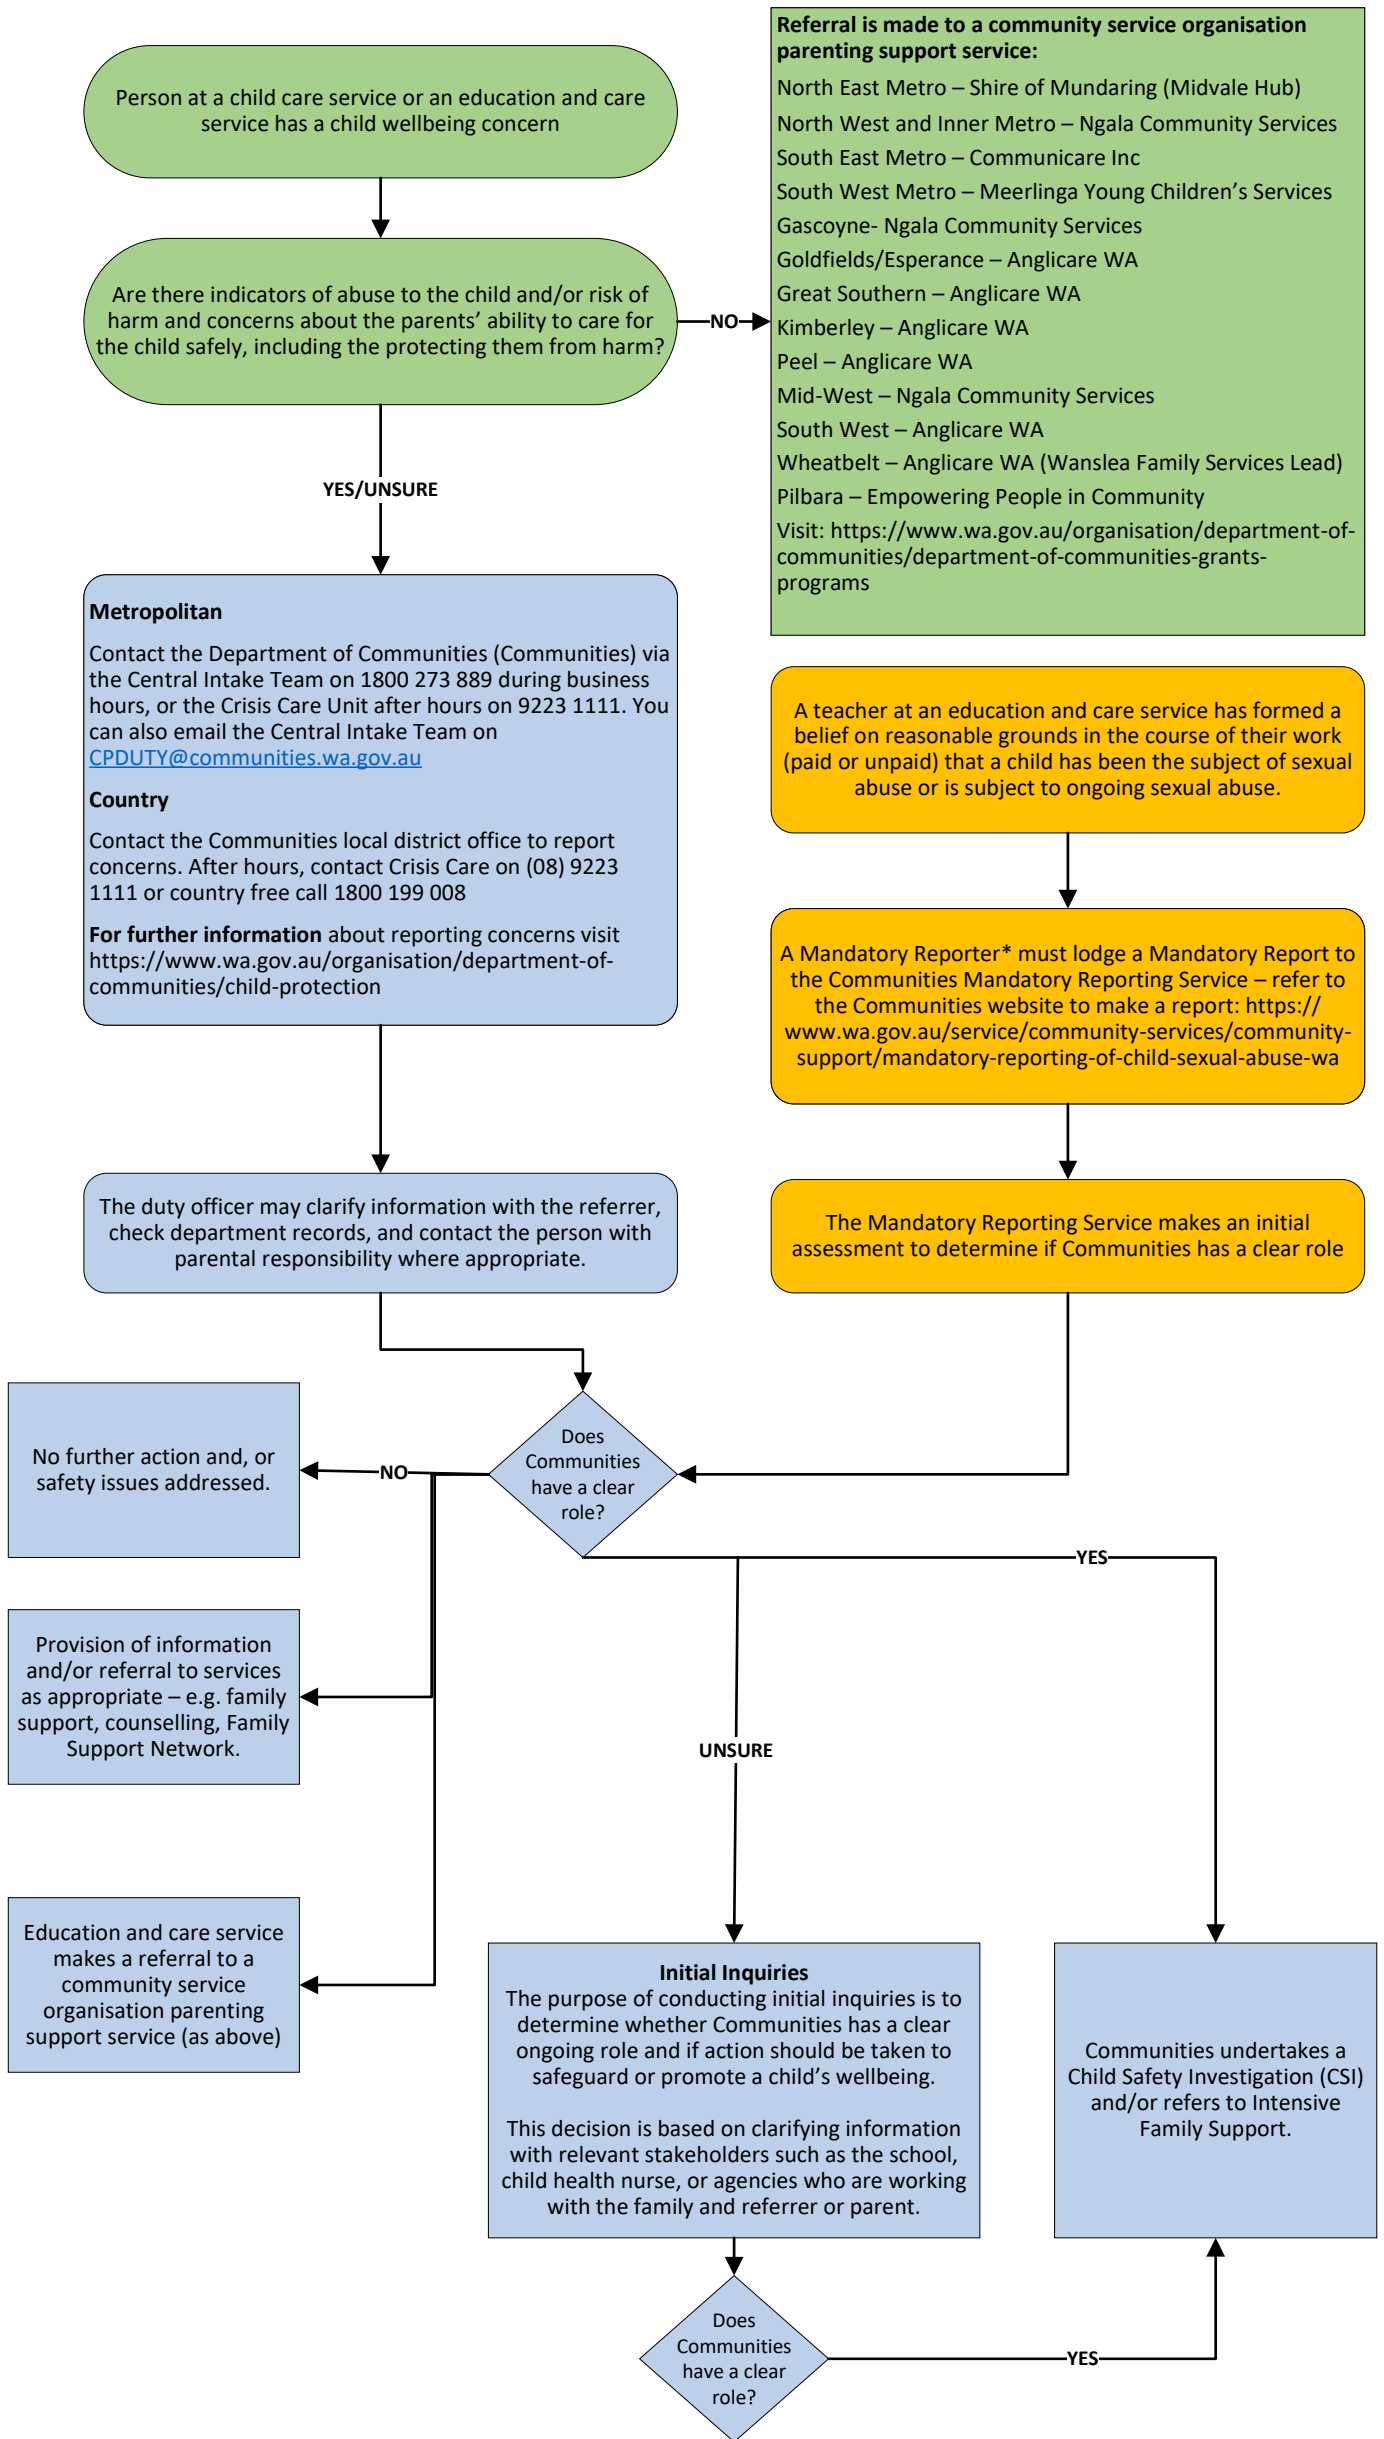 Person at a child care service or an education and care
service has a child wellbeing concern
Are there indicators of abuse to the child and/or risk of
harm and concerns about the parents’ ability to care for
the child safely, including the protecting them from harm?
NO
Referral is made to a community service organisation
parenting support service:
North East Metro – Shire of Mundaring (Midvale Hub)
North West and Inner Metro – Ngala Community Services
South East Metro – Communicare Inc
South West Metro – Meerlinga Young Children’s Services
Gascoyne- Ngala Community Services
Goldfields/Esperance – Anglicare WA
Great Southern – Anglicare WA
Kimberley – Anglicare WA
Peel – Anglicare WA
Mid-West – Ngala Community Services
South West – Anglicare WA
Wheatbelt – Anglicare WA (Wanslea Family Services Lead)
Pilbara – Empowering People in Community
Visit: https://www.wa.gov.au/organisation/department-of-
communities/department-of-communities-grants-
programs
YES/UNSURE
Metropolitan
Contact the Department of Communities (Communities) via
the Central Intake Team on 1800 273 889 during business
hours, or the Crisis Care Unit after hours on 9223 1111. You
can also email the Central Intake Team on
CPDUTY@communities.wa.gov.au
Country
Contact the Communities local district office to report
concerns. After hours, contact Crisis Care on (08) 9223
1111 or country free call 1800 199 008
For further information about reporting concerns visit
https://www.wa.gov.au/organisation/department-of-
communities/child-protection
A teacher at an education and care service has formed a
belief on reasonable grounds in the course of their work
(paid or unpaid) that a child has been the subject of sexual
abuse or is subject to ongoing sexual abuse.
A Mandatory Reporter* must lodge a Mandatory Report to
the Communities Mandatory Reporting Service – refer to
the Communities website to make a report: https://
www.wa.gov.au/service/community-services/community-
support/mandatory-reporting-of-child-sexual-abuse-wa
The duty officer may clarify information with the referrer,
check department records, and contact the person with
parental responsibility where appropriate.
The Mandatory Reporting Service makes an initial
assessment to determine if Communities has a clear role
Does
Communities
have a clear
role?
NO
No further action and, or
safety issues addressed.
Provision of information
and/or referral to services
as appropriate – e.g. family
support, counselling, Family
Support Network.
Education and care service
makes a referral to a
community service
organisation parenting
support service (as above)
YES
UNSURE
Initial Inquiries
The purpose of conducting initial inquiries is to
determine whether Communities has a clear
ongoing role and if action should be taken to
safeguard or promote a child’s wellbeing.
This decision is based on clarifying information
with relevant stakeholders such as the school,
child health nurse, or agencies who are working
with the family and referrer or parent.
Communities undertakes a
Child Safety Investigation (CSI)
and/or refers to Intensive
Family Support.
Does
Communities
have a clear
role?
YES